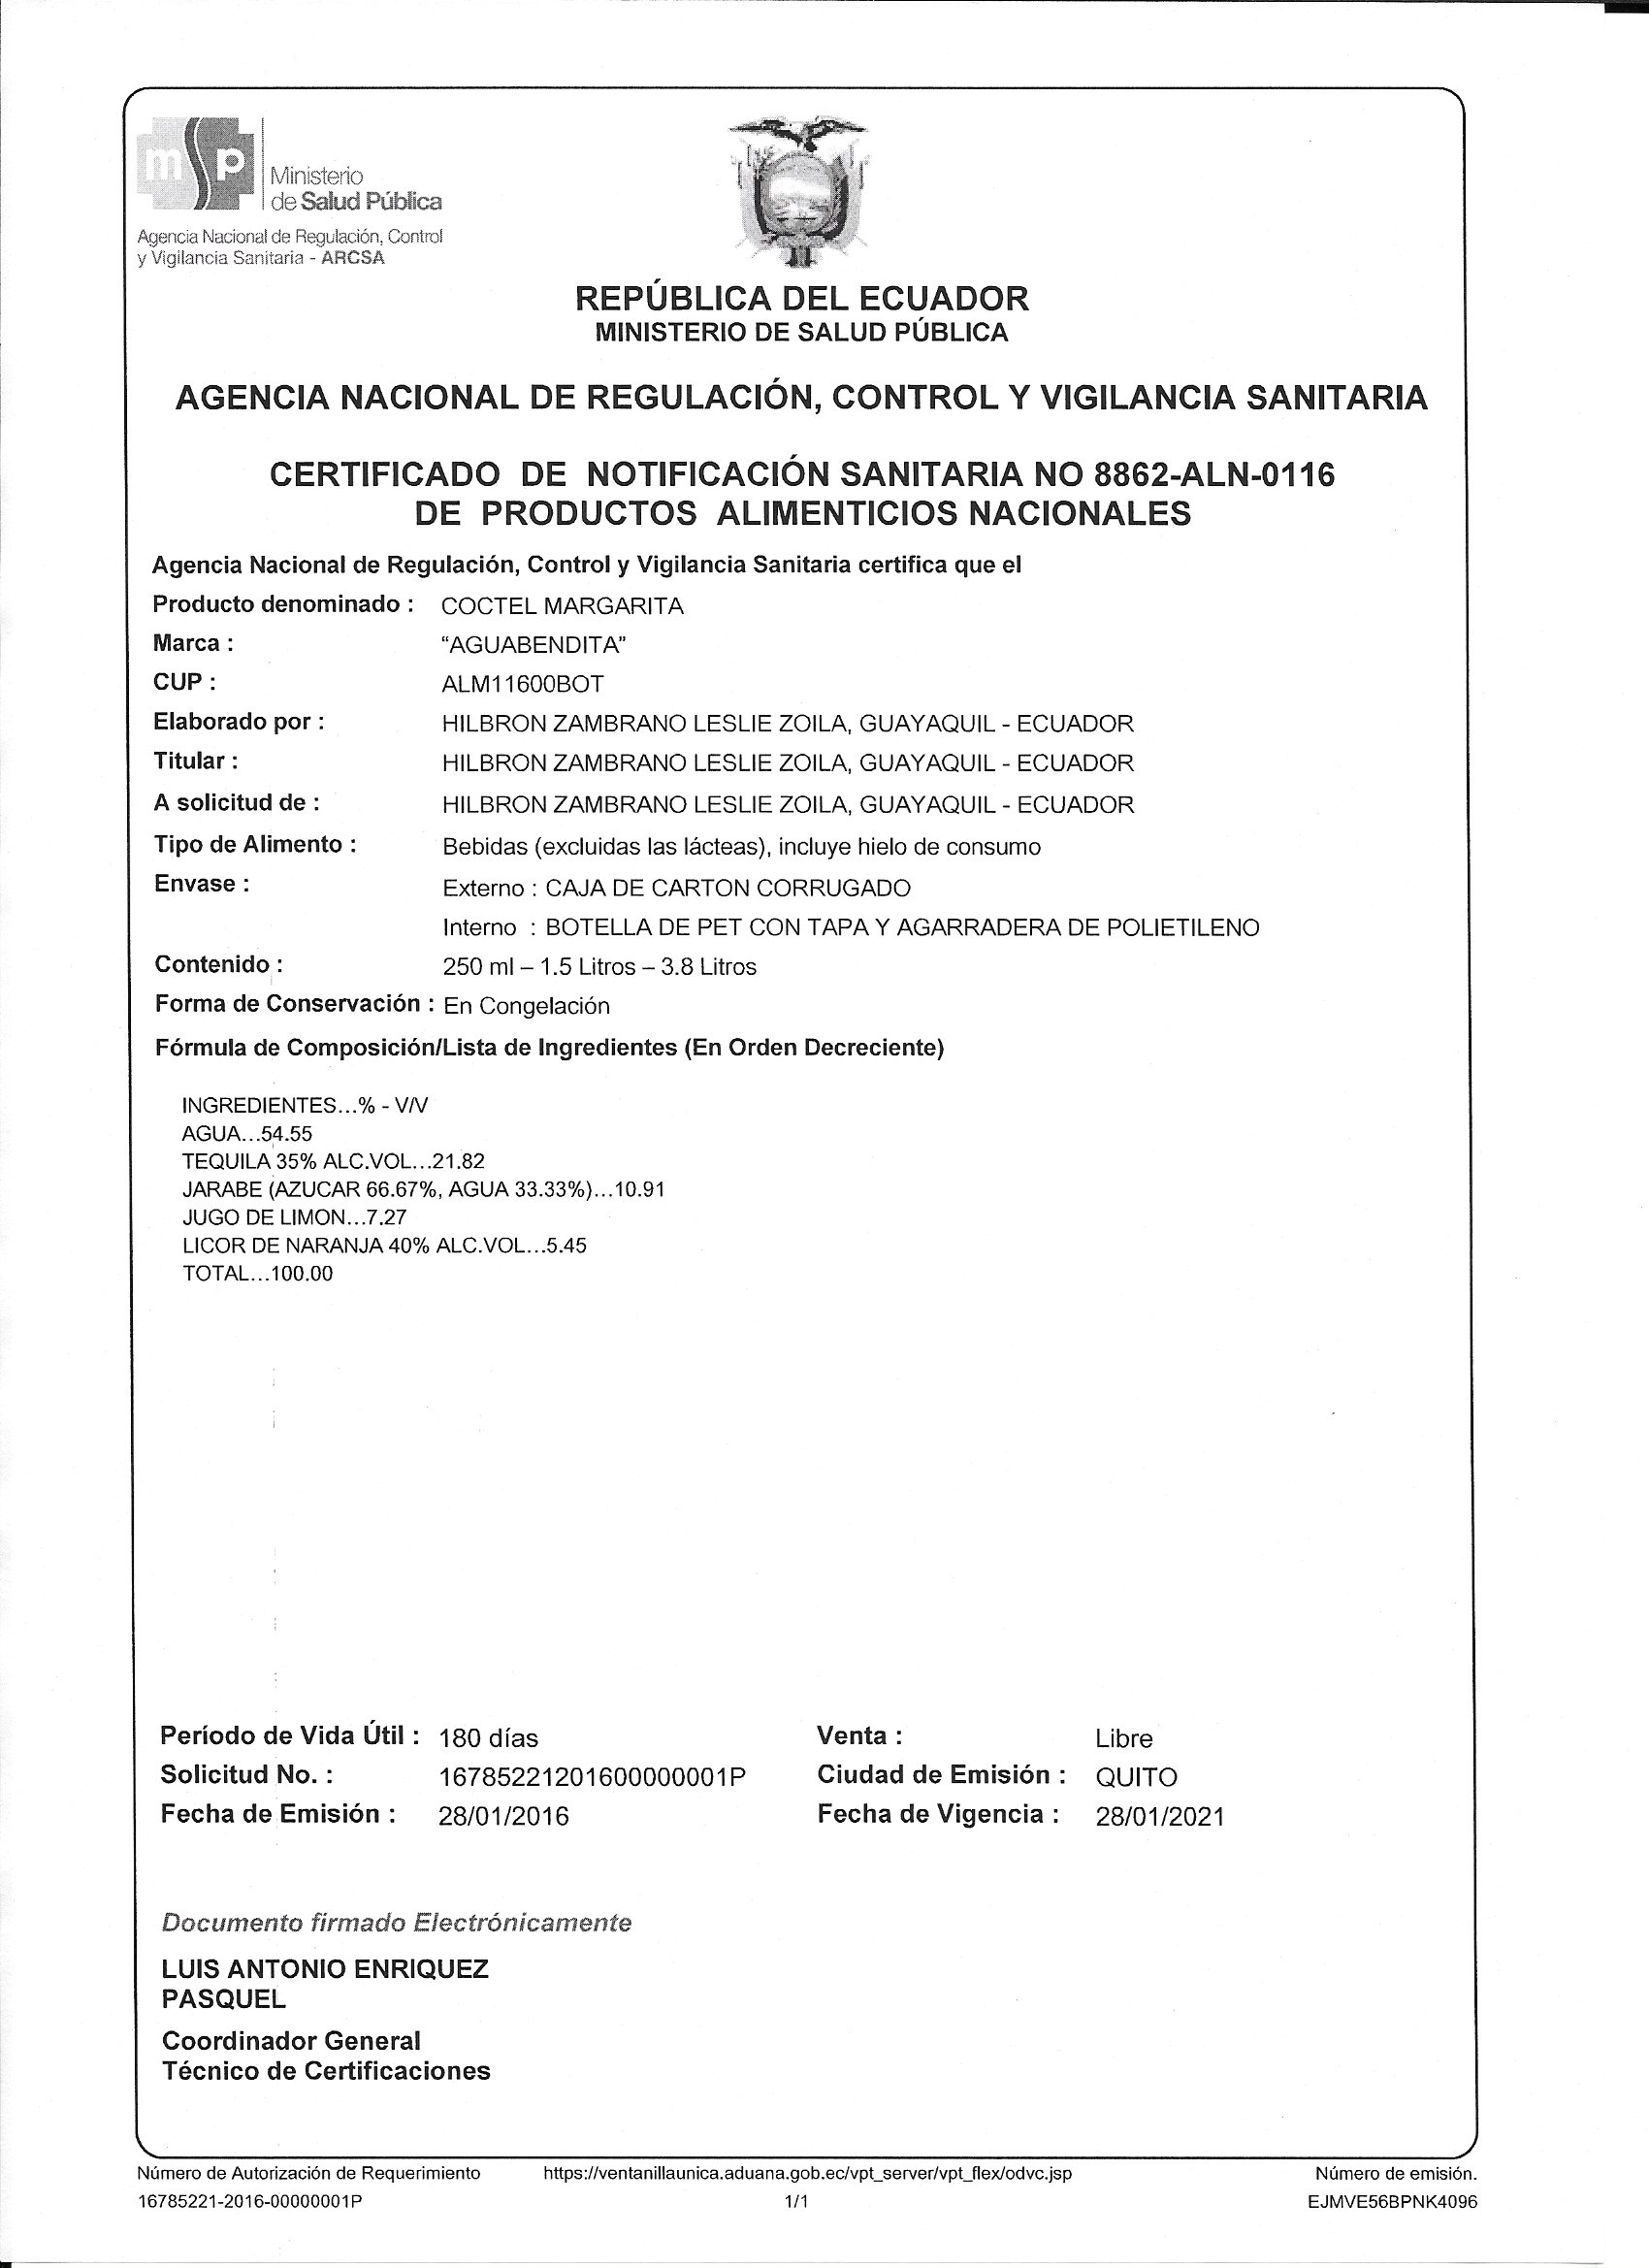 msp
Ministerio
de Salud Pública
Agencia Nacional de Regulación, Control
y Vigilancia Sanitaria - ARCSA
REPÚBLICA DEL ECUADOR
MINISTERIO DE SALUD PÚBLICA
AGENCIA NACIONAL DE REGULACIÓN, CONTROL Y VIGILANCIA SANITARIA
CERTIFICADO DE NOTIFICACIÓN SANITARIA NO 8862-ALN-0116
DE PRODUCTOS ALIMENTICIOS NACIONALES
Agencia Nacional de Regulación, Control y Vigilancia Sanitaria certifica que el
Producto denominado : COCTEL MARGARITA
Marca : “AGUABENDITA”
CUP : ALM11600BOT
Elaborado por : HILBRON ZAMBRANO LESLIE ZOILA, GUAYAQUIL - ECUADOR
Titular : HILBRON ZAMBRANO LESLIE ZOILA, GUAYAQUIL - ECUADOR
A solicitud de : HILBRON ZAMBRANO LESLIE ZOILA, GUAYAQUIL - ECUADOR
Tipo de Alimento : Bebidas (excluidas las lácteas), incluye hielo de consumo
Envase : Externo : CAJA DE CARTON CORRUGADO
Interno : BOTELLA DE PET CON TAPA Y AGARRADERA DE POLIETILENO
Contenido : 250 ml – 1.5 Litros – 3.8 Litros
Forma de Conservación : En Congelación
Fórmula de Composición/Lista de Ingredientes (En Orden Decreciente)
INGREDIENTES...% - V/V
AGUA...54.55
TEQUILA 35% ALC.VOL...21.82
JARABE (AZUCAR 66.67%, AGUA 33.33%)...10.91
JUGO DE LIMON...7.27
LICOR DE NARANJA 40% ALC.VOL...5.45
TOTAL...100.00
Período de Vida Útil : 180 días Venta : Libre
Solicitud No. : 16785221201600000001P Ciudad de Emisión : QUITO
Fecha de Emisión : 28/01/2016 Fecha de Vigencia : 28/01/2021
Documento firmado Electrónicamente
LUIS ANTONIO ENRIQUEZ
PASQUEL
Coordinador General
Técnico de Certificaciones
Número de Autorización de Requerimiento https://ventanillaunica.aduana.gob.ec/vpt_server/vpt_flex/odvc.jsp Número de emisión.
16785221-2016-00000001P 1/1 EJMVE56BPNK4096